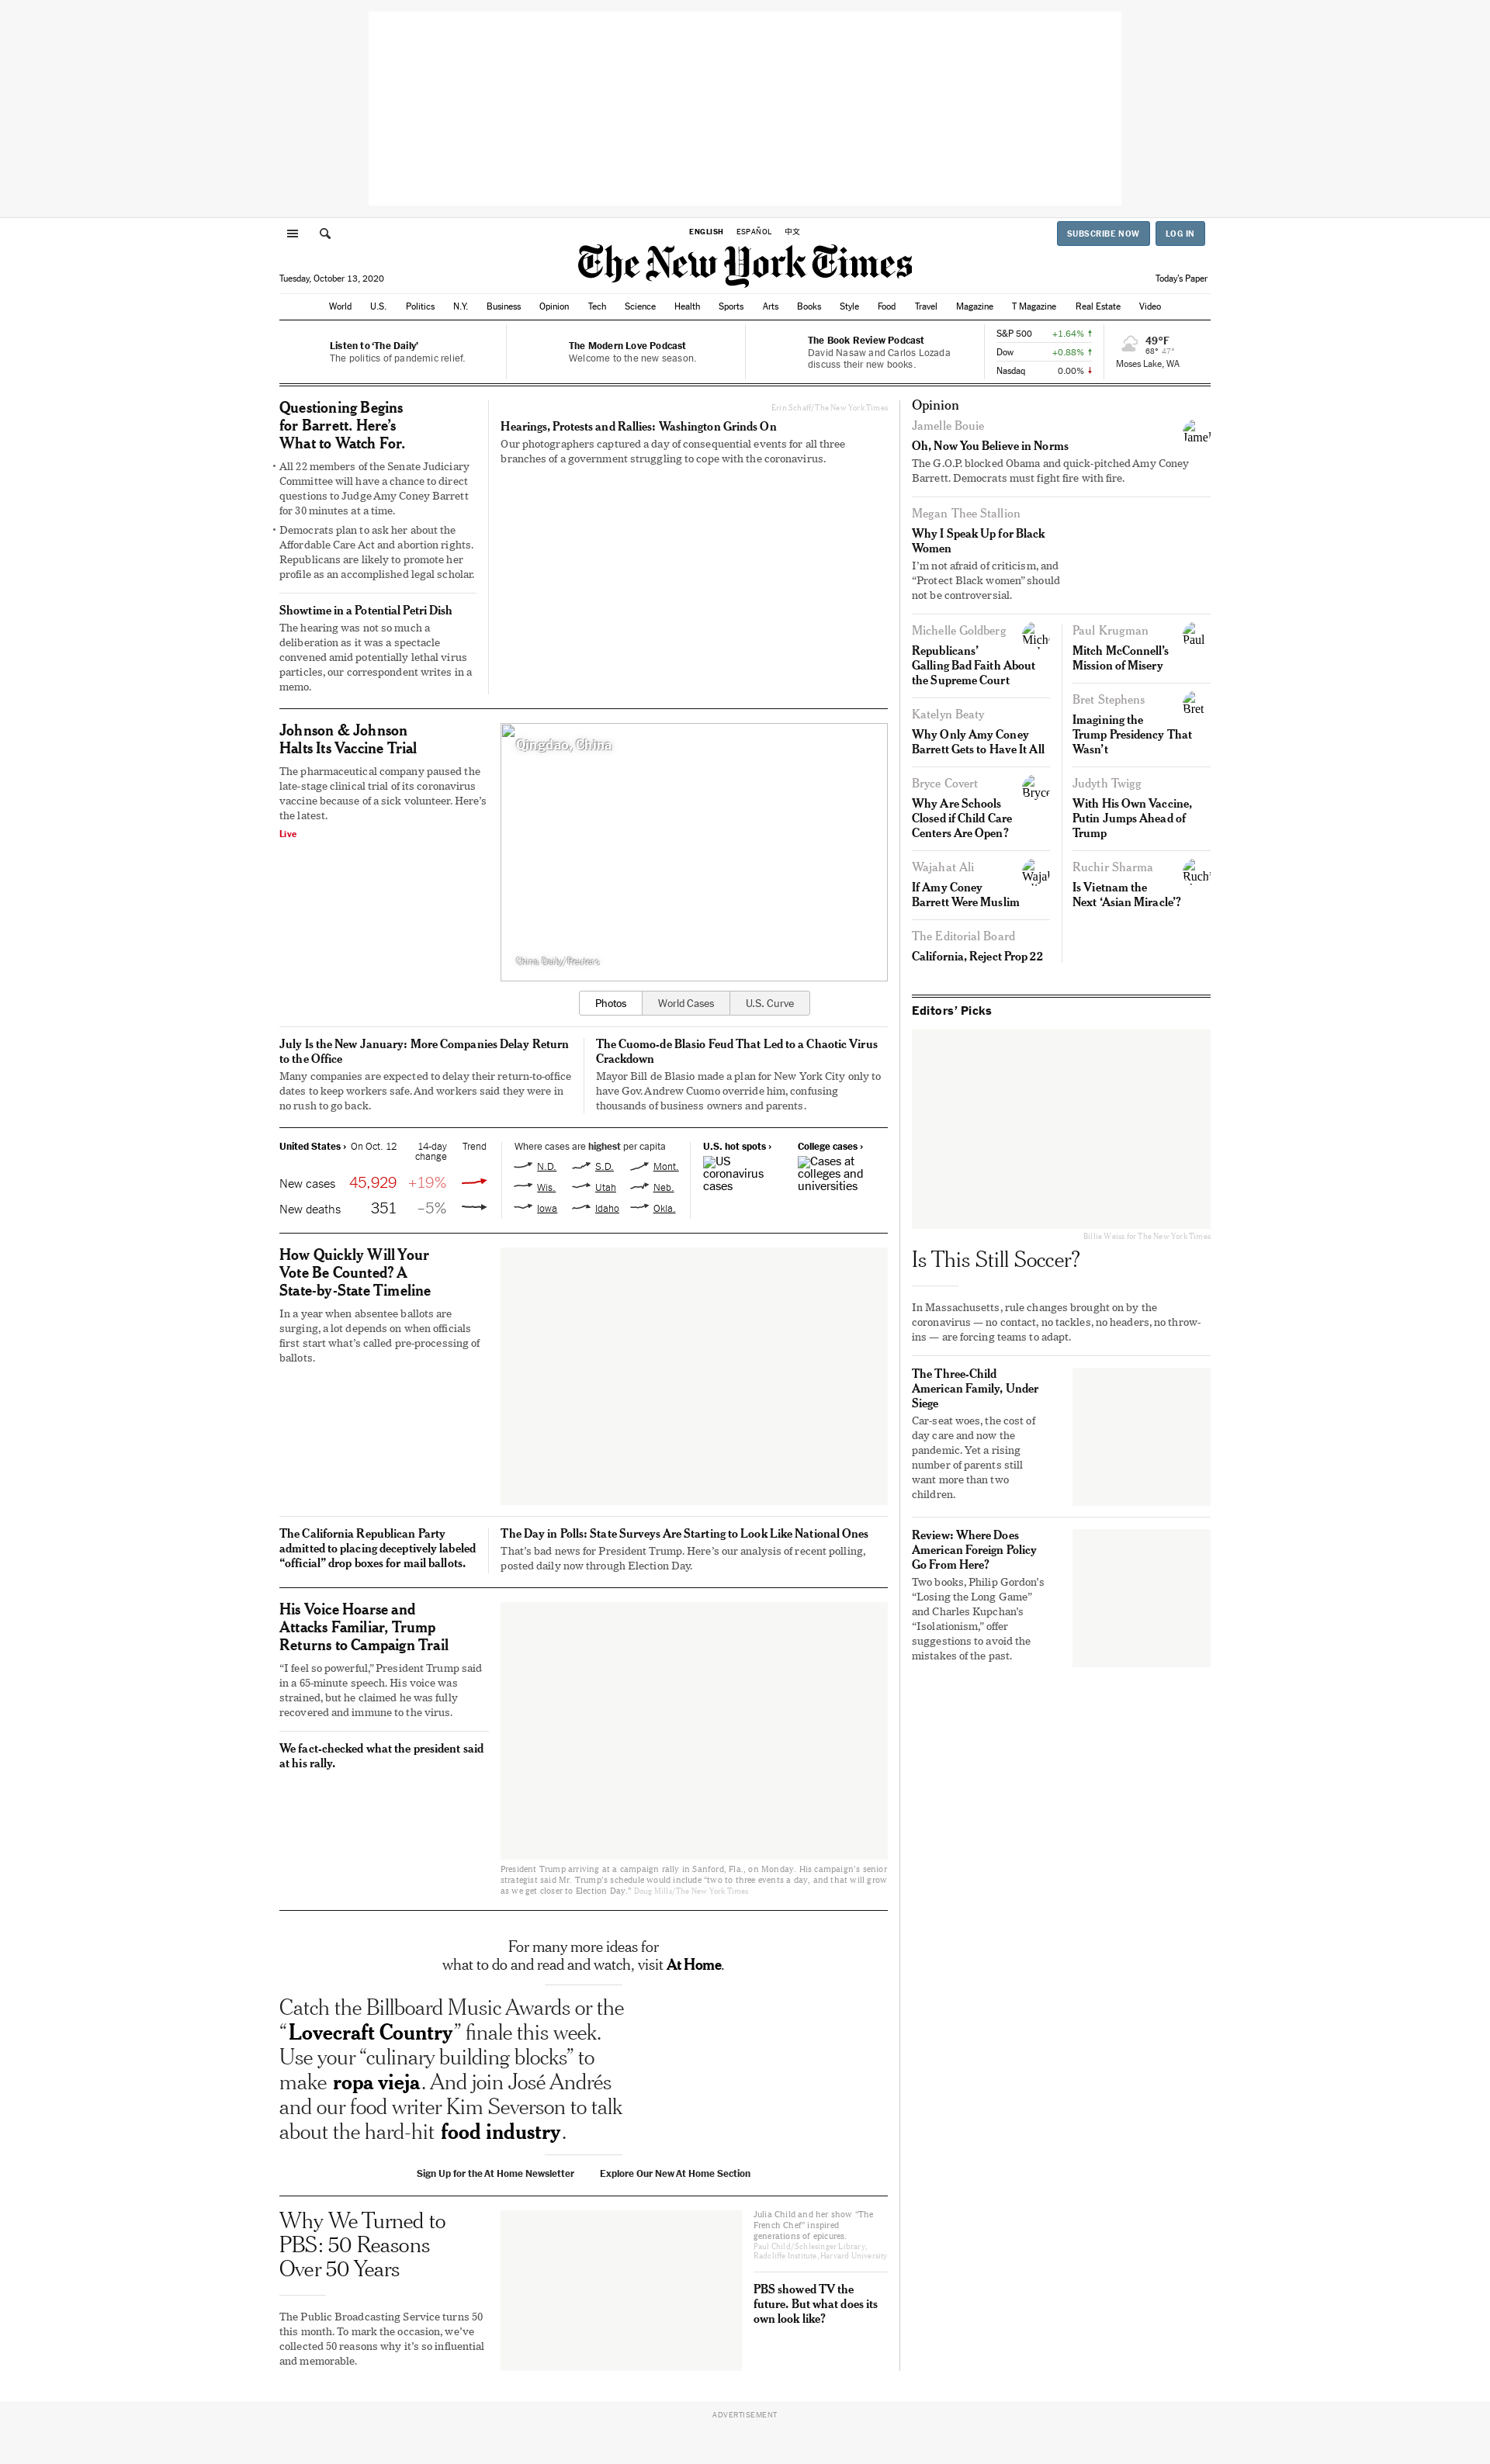 ENGLISH ESPAÑOL 中文
SUBSCRIBE NOW LOG IN
The New York Times
Tuesday, October 13, 2020
Today's Paper
World U.S. Politics N.Y. Business Opinion Tech Science Health Sports Arts Books Style Food Travel Magazine T Magazine Real Estate Video
Listen to ‘The Daily’
The politics of pandemic relief.
The Modern Love Podcast
Welcome to the new season.
The Book Review Podcast
David Nasaw and Carlos Lozada
discuss their new books.
S&P 500 +1.64% ↑
Dow +0.88% ↑
Nasdaq 0.00% ↓
49°F
68° 47°
Moses Lake, WA
Questioning Begins
for Barrett. Here’s
What to Watch For.
• All 22 members of the Senate Judiciary
Committee will have a chance to direct
questions to Judge Amy Coney Barrett
for 30 minutes at a time.
• Democrats plan to ask her about the
Affordable Care Act and abortion rights.
Republicans are likely to promote her
profile as an accomplished legal scholar.
Showtime in a Potential Petri Dish
The hearing was not so much a
deliberation as it was a spectacle
convened amid potentially lethal virus
particles, our correspondent writes in a
memo.
Erin Schaff/The New York Times
Hearings, Protests and Rallies: Washington Grinds On
Our photographers captured a day of consequential events for all three
branches of a government struggling to cope with the coronavirus.
Johnson & Johnson
Halts Its Vaccine Trial
The pharmaceutical company paused the
late-stage clinical trial of its coronavirus
vaccine because of a sick volunteer. Here’s
the latest.
Live
Qingdao, China
China Daily/Reuters
Photos World Cases U.S. Curve
July Is the New January: More Companies Delay Return
to the Office
Many companies are expected to delay their return-to-office
dates to keep workers safe. And workers said they were in
no rush to go back.
The Cuomo-de Blasio Feud That Led to a Chaotic Virus
Crackdown
Mayor Bill de Blasio made a plan for New York City only to
have Gov. Andrew Cuomo override him, confusing
thousands of business owners and parents.
United States › On Oct. 12 14-day Trend
change
New cases 45,929 +19%
New deaths 351 –5%
Where cases are highest per capita
N.D. S.D. Mont.
Wis. Utah Neb.
Iowa Idaho Okla.
U.S. hot spots ›
US
coronavirus
cases
College cases ›
Cases at
colleges and
universities
How Quickly Will Your
Vote Be Counted? A
State-by-State Timeline
In a year when absentee ballots are
surging, a lot depends on when officials
first start what’s called pre-processing of
ballots.
The California Republican Party
admitted to placing deceptively labeled
“official” drop boxes for mail ballots.
The Day in Polls: State Surveys Are Starting to Look Like National Ones
That’s bad news for President Trump. Here’s our analysis of recent polling,
posted daily now through Election Day.
His Voice Hoarse and
Attacks Familiar, Trump
Returns to Campaign Trail
“I feel so powerful,” President Trump said
in a 65-minute speech. His voice was
strained, but he claimed he was fully
recovered and immune to the virus.
We fact-checked what the president said
at his rally.
President Trump arriving at a campaign rally in Sanford, Fla., on Monday. His campaign’s senior
strategist said Mr. Trump’s schedule would include “two to three events a day, and that will grow
as we get closer to Election Day.” Doug Mills/The New York Times
For many more ideas for
what to do and read and watch, visit At Home.
Catch the Billboard Music Awards or the
“Lovecraft Country” finale this week.
Use your “culinary building blocks” to
make ropa vieja. And join José Andrés
and our food writer Kim Severson to talk
about the hard-hit food industry.
Sign Up for the At Home Newsletter Explore Our New At Home Section
Why We Turned to
PBS: 50 Reasons
Over 50 Years
The Public Broadcasting Service turns 50
this month. To mark the occasion, we’ve
collected 50 reasons why it’s so influential
and memorable.
Julia Child and her show “The
French Chef” inspired
generations of epicures.
Paul Child/Schlesinger Library,
Radcliffe Institute, Harvard University
PBS showed TV the
future. But what does its
own look like?
Opinion
Jamelle Bouie
Oh, Now You Believe in Norms
The G.O.P. blocked Obama and quick-pitched Amy Coney
Barrett. Democrats must fight fire with fire.
Megan Thee Stallion
Why I Speak Up for Black
Women
I’m not afraid of criticism, and
“Protect Black women” should
not be controversial.
Michelle Goldberg
Republicans’
Galling Bad Faith About
the Supreme Court
Katelyn Beaty
Why Only Amy Coney
Barrett Gets to Have It All
Bryce Covert
Bryce
Why Are Schools
Closed if Child Care
Centers Are Open?
Wajahat Ali
If Amy Coney
Barrett Were Muslim
The Editorial Board
California, Reject Prop 22
Paul Krugman
Paul
Mitch McConnell’s
Mission of Misery
Bret Stephens
Bret
Imagining the
Trump Presidency That
Wasn’t
Judyth Twigg
With His Own Vaccine,
Putin Jumps Ahead of
Trump
Ruchir Sharma
Is Vietnam the
Next ‘Asian Miracle’?
Editors’ Picks
Billie Weiss for The New York Times
Is This Still Soccer?
In Massachusetts, rule changes brought on by the
coronavirus — no contact, no tackles, no headers, no throw-
ins — are forcing teams to adapt.
The Three-Child
American Family, Under
Siege
Car-seat woes, the cost of
day care and now the
pandemic. Yet a rising
number of parents still
want more than two
children.
Review: Where Does
American Foreign Policy
Go From Here?
Two books, Philip Gordon’s
“Losing the Long Game”
and Charles Kupchan’s
“Isolationism,” offer
suggestions to avoid the
mistakes of the past.
ADVERTISEMENT